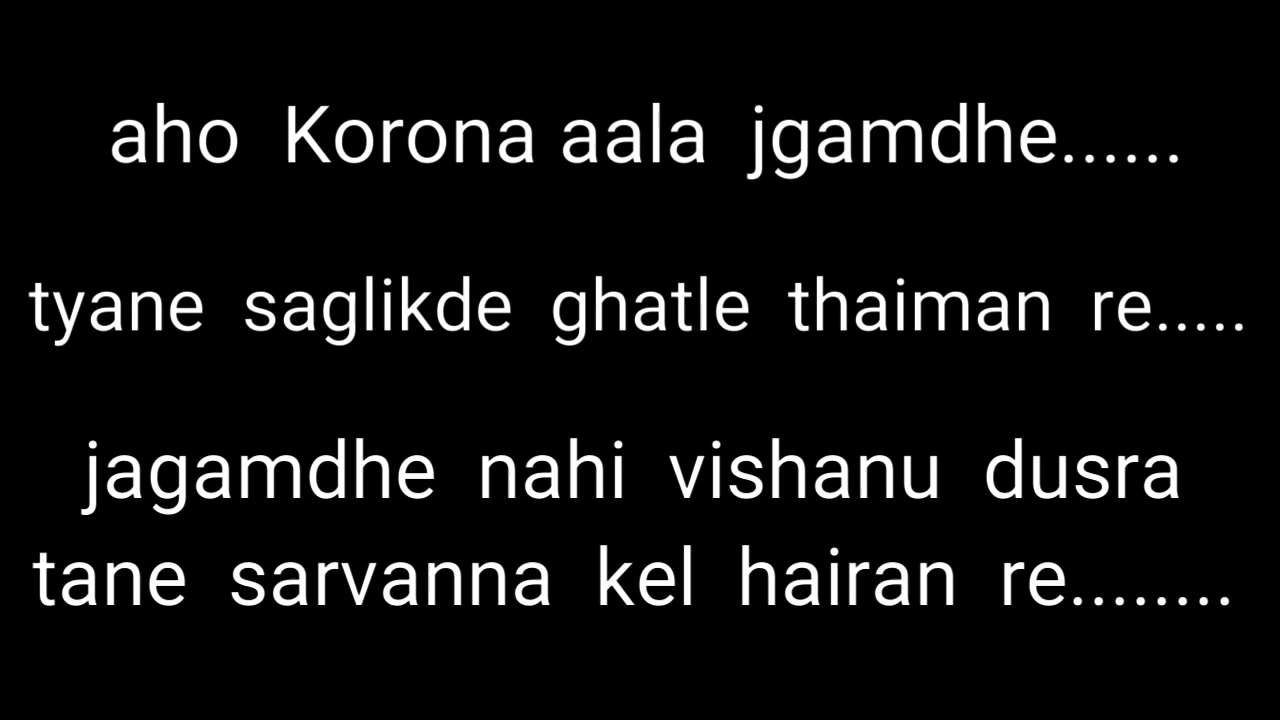 aho Korona aala jgamdhe......
tyane saglikde ghatle thaiman re.....
jagamdhe nahi vishanu dusra
tane sarvanna kel hairan re........